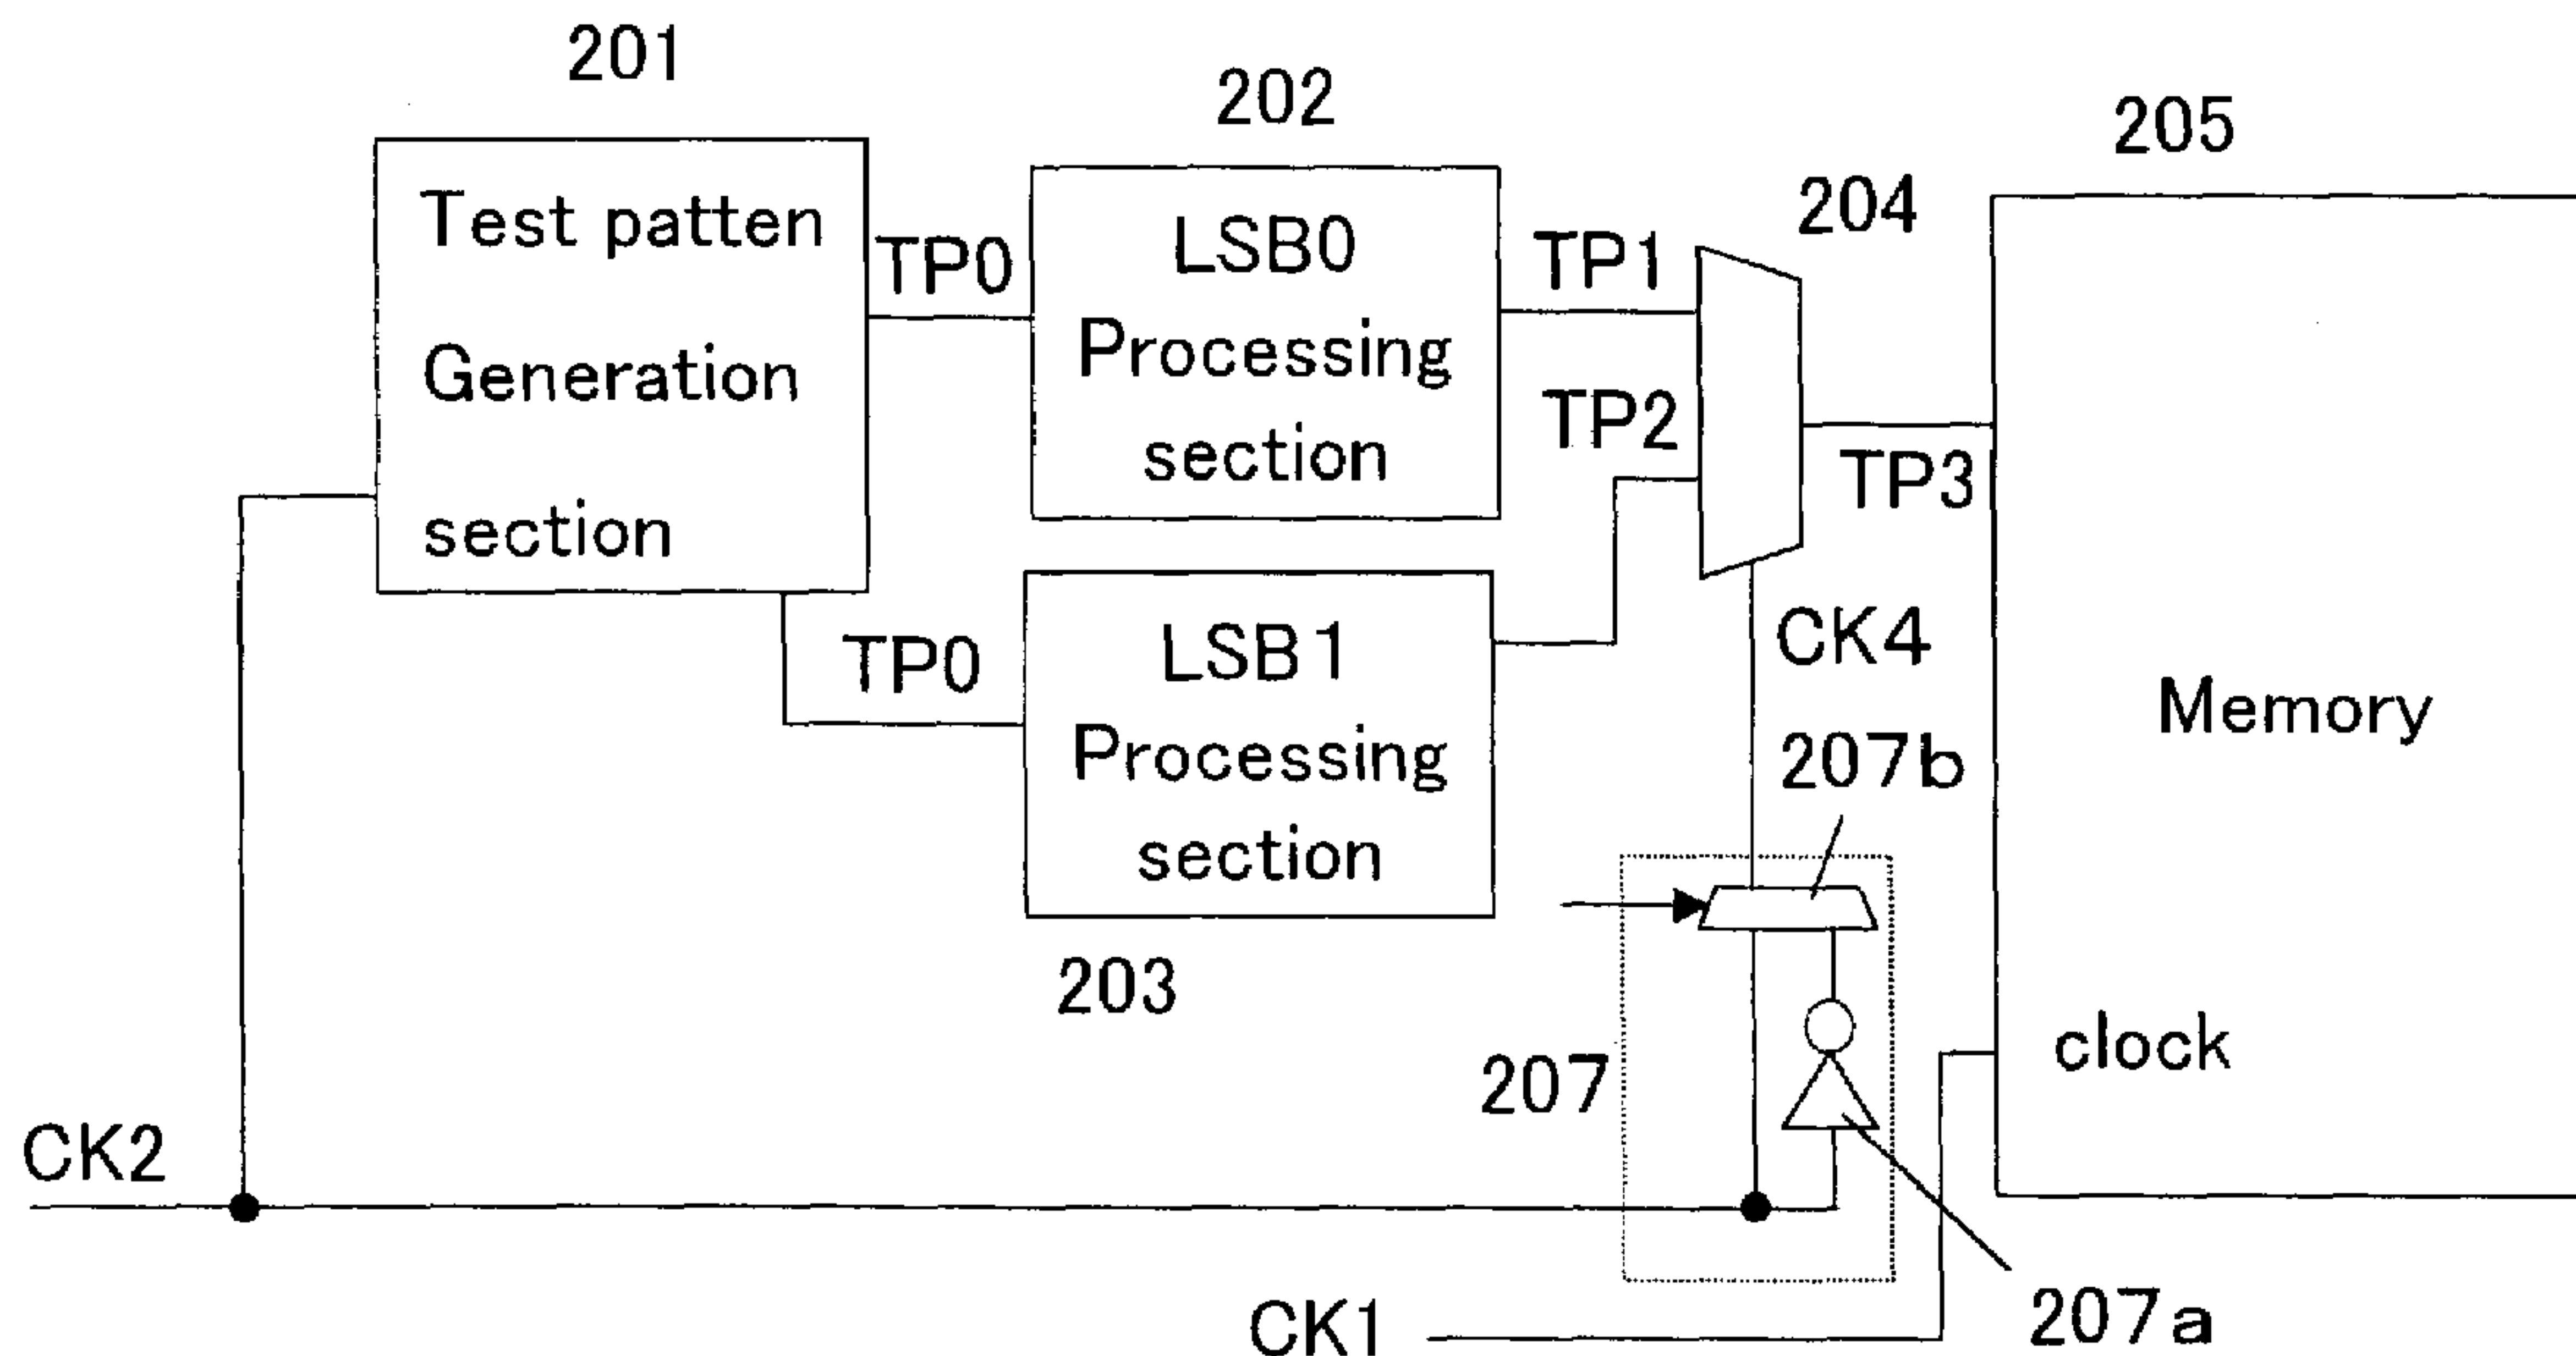 201
202
205
204
Test patten
Generation
section
TP0
LSB0
Processing
section
TP1
TP2
TP3
TP0
LSB1
Processing
section
203
CK4
207b
Memory
207
clock
CK2
CK1
207a